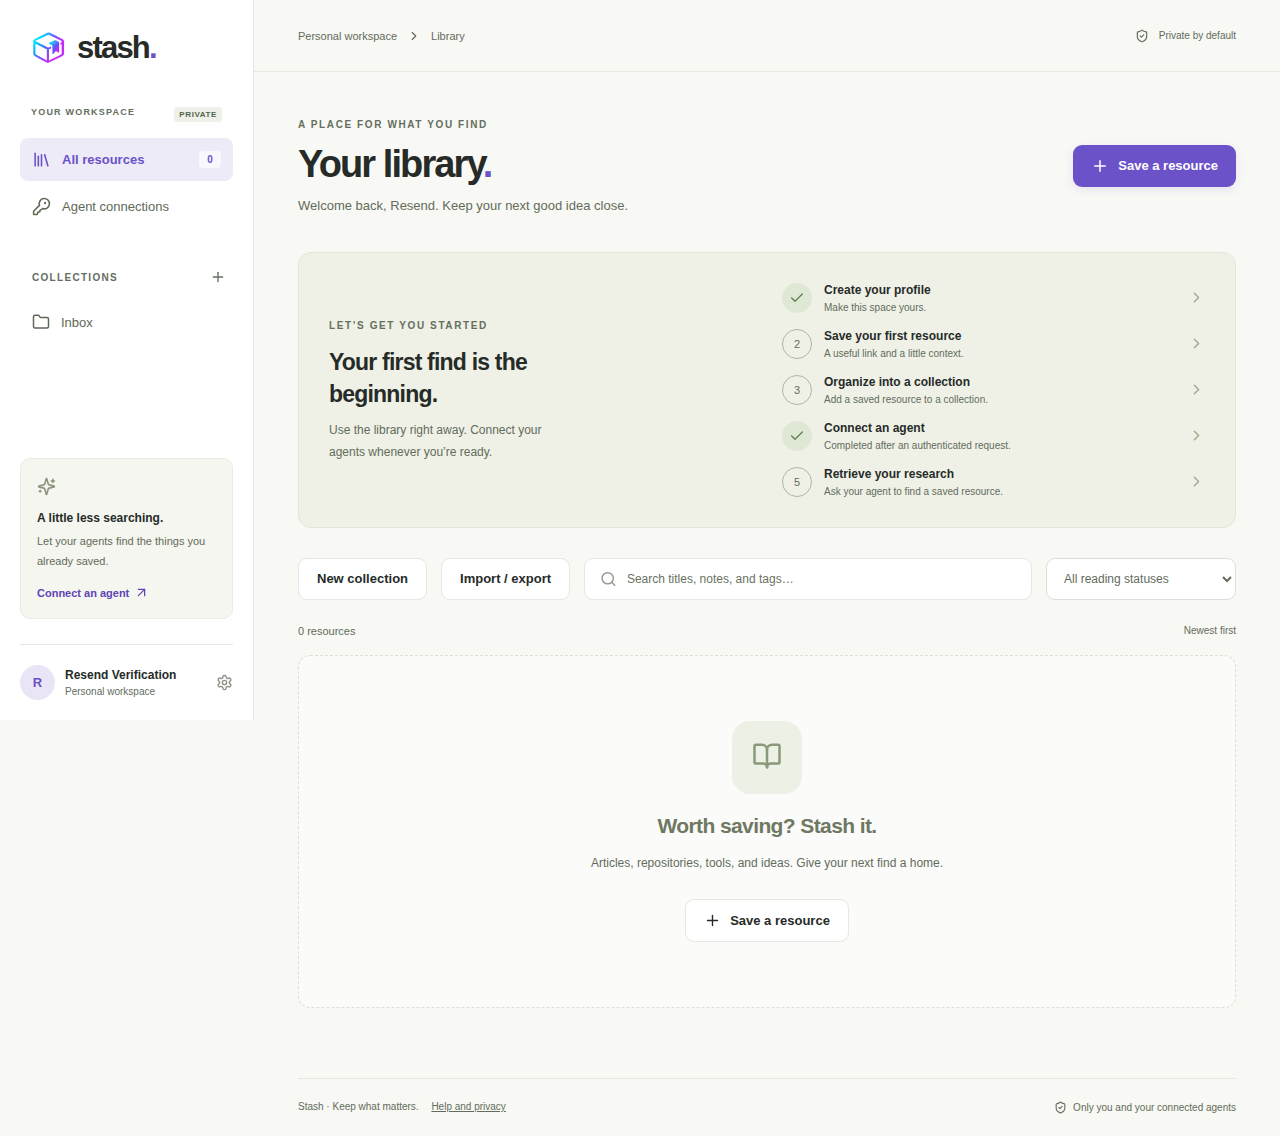 stash.
YOUR WORKSPACE
PRIVATE
All resources
0
Agent connections
COLLECTIONS
Inbox
A little less searching.
Let your agents find the things you
already saved.
Connect an agent
R
Resend Verification
Personal workspace
Personal workspace
Library
Private by default
A PLACE FOR WHAT YOU FIND
Your library.
Welcome back, Resend. Keep your next good idea close.
Save a resource
LET’S GET YOU STARTED
Your first find is the
beginning.
Use the library right away. Connect your
agents whenever you’re ready.
Create your profile
Make this space yours.
2
Save your first resource
A useful link and a little context.
3
Organize into a collection
Add a saved resource to a collection.
Connect an agent
Completed after an authenticated request.
5
Retrieve your research
Ask your agent to find a saved resource.
New collection
Import / export
Search titles, notes, and tags…
All reading statuses
0 resources
Newest first
Worth saving? Stash it.
Articles, repositories, tools, and ideas. Give your next find a home.
Save a resource
Stash · Keep what matters.
Help and privacy
Only you and your connected agents